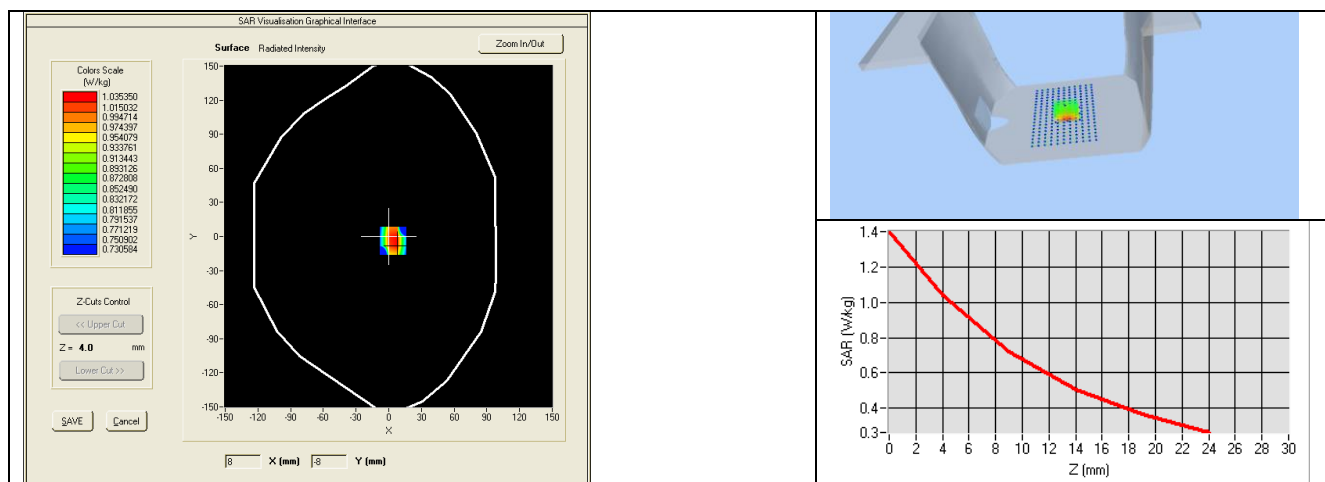 SAR Visualisation Graphical Interface
Surface Radiated Intensity
Zoom In/Out
Colors Scale
(W/kg)
1.035350
1.015032
0.994714
0.974397
0.954079
0.933761
0.913443
0.893126
0.872808
0.852490
0.832172
0.811855
0.791537
0.771219
0.750902
0.730584
Z-Cuts Control
<< Upper Cut
Z = 4.0 mm
Lower Cut >>
SAVE Cancel
150
120
90
60
30
0
-30
-60
-90
-120
-150
Y
-150 -120 -90 -60 -30 0 30 60 90 120 150
X
8 X (mm) -8 Y (mm)
1.4
1.2
1.0
0.8
0.6
0.4
0.3
SAR (W/kg)
0 2 4 6 8 10 12 14 16 18 20 22 24 26 28 30
Z (mm)